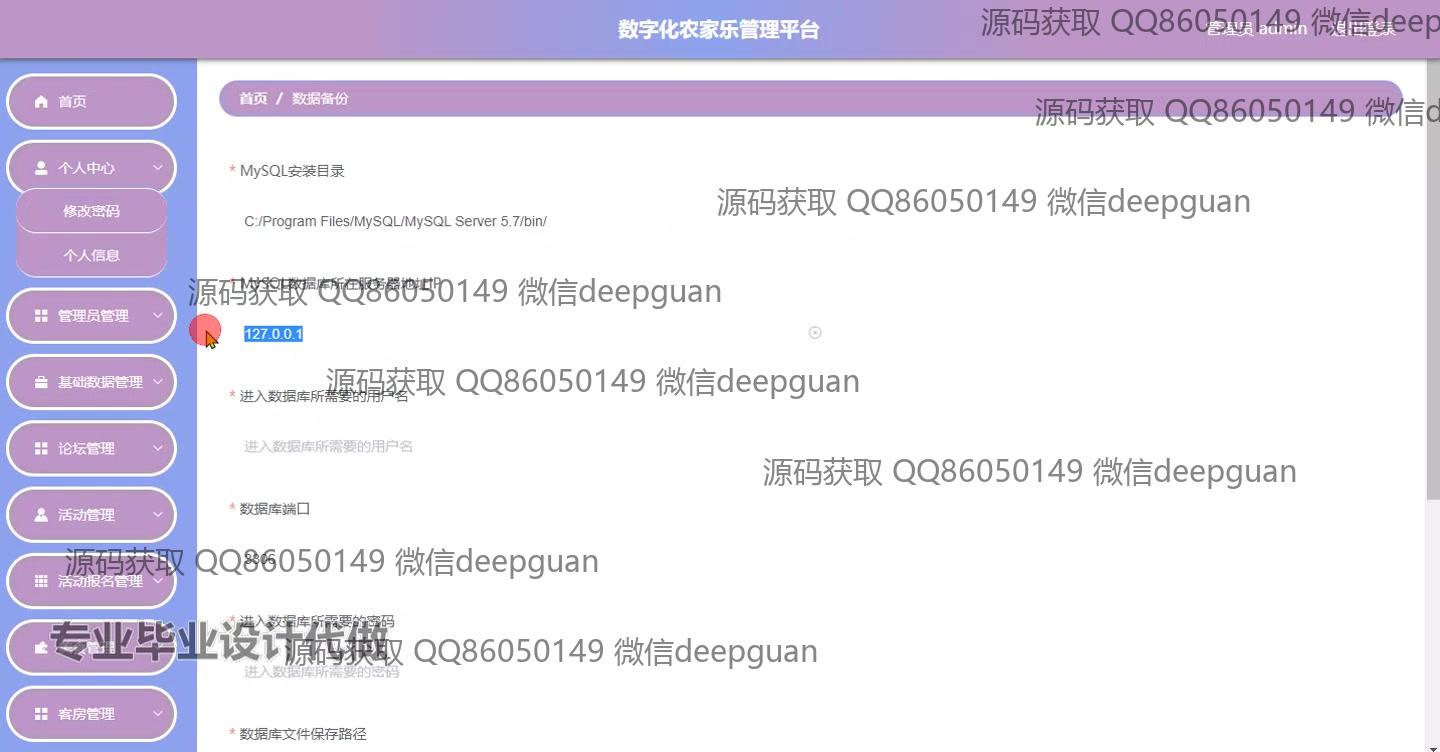 数字化农家乐管理平台
源码获取 QQ86050149 微信deep
管理员 admin
退出登录
首页
首页 / 数据备份
源码获取 QQ86050149 微信d
个人中心
* MySQL安装目录
源码获取 QQ86050149 微信deepguan
修改密码
C:/Program Files/MySQL/MySQL Server 5.7/bin/
个人信息
* MySQL数据库所在服务器地址IP
源码获取 QQ86050149 微信deepguan
管理员管理
127.0.0.1
基础数据管理
源码获取 QQ86050149 微信deepguan
* 进入数据库所需要的用户名
论坛管理
进入数据库所需要的用户名
源码获取 QQ86050149 微信deepguan
活动管理
* 数据库端口
源码获取 QQ86050149 微信deepguan
3306
活动报名管理
* 进入数据库所需要的密码
专业毕业设计代做
源码获取 QQ86050149 微信deepguan
进入数据库所需要的密码
客房管理
* 数据库文件保存路径